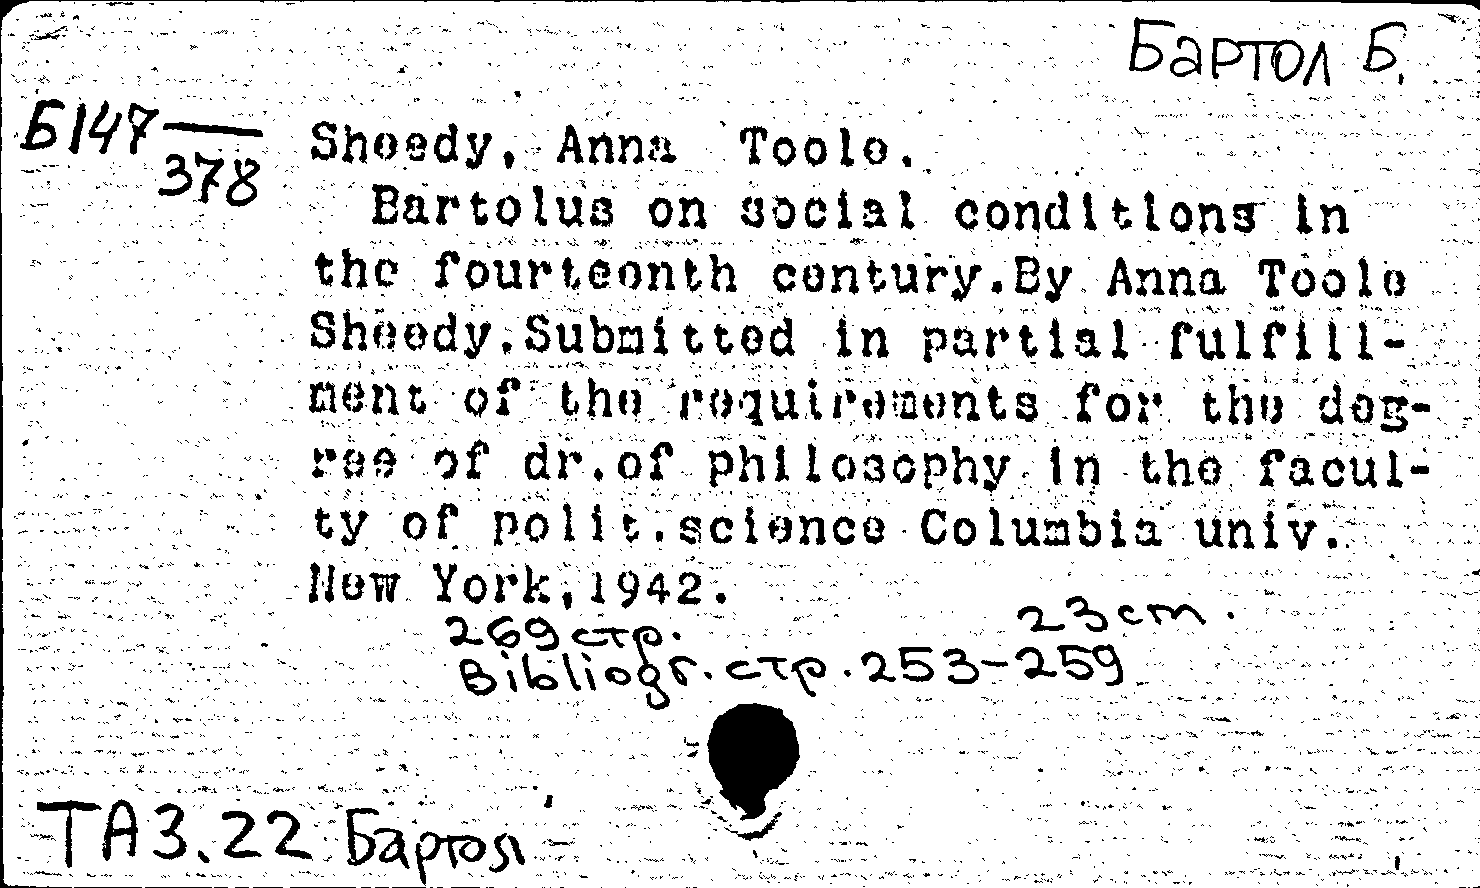 Бартол Б.
Б147
378
Sheedy, Anna Toole.
Bartolus on social conditions in
the fourteenth century.By Anna Toole
Sheedy.Submitted in partial fulfill-
ment of the requirements for the deg-
ree of dr.of philosophy in the facul-
ty of polit.science Columbia univ.
New York,1942.
269 стр. 23 cm.
Bibliogr. стр. 253-259
ТА3.22 Бартол